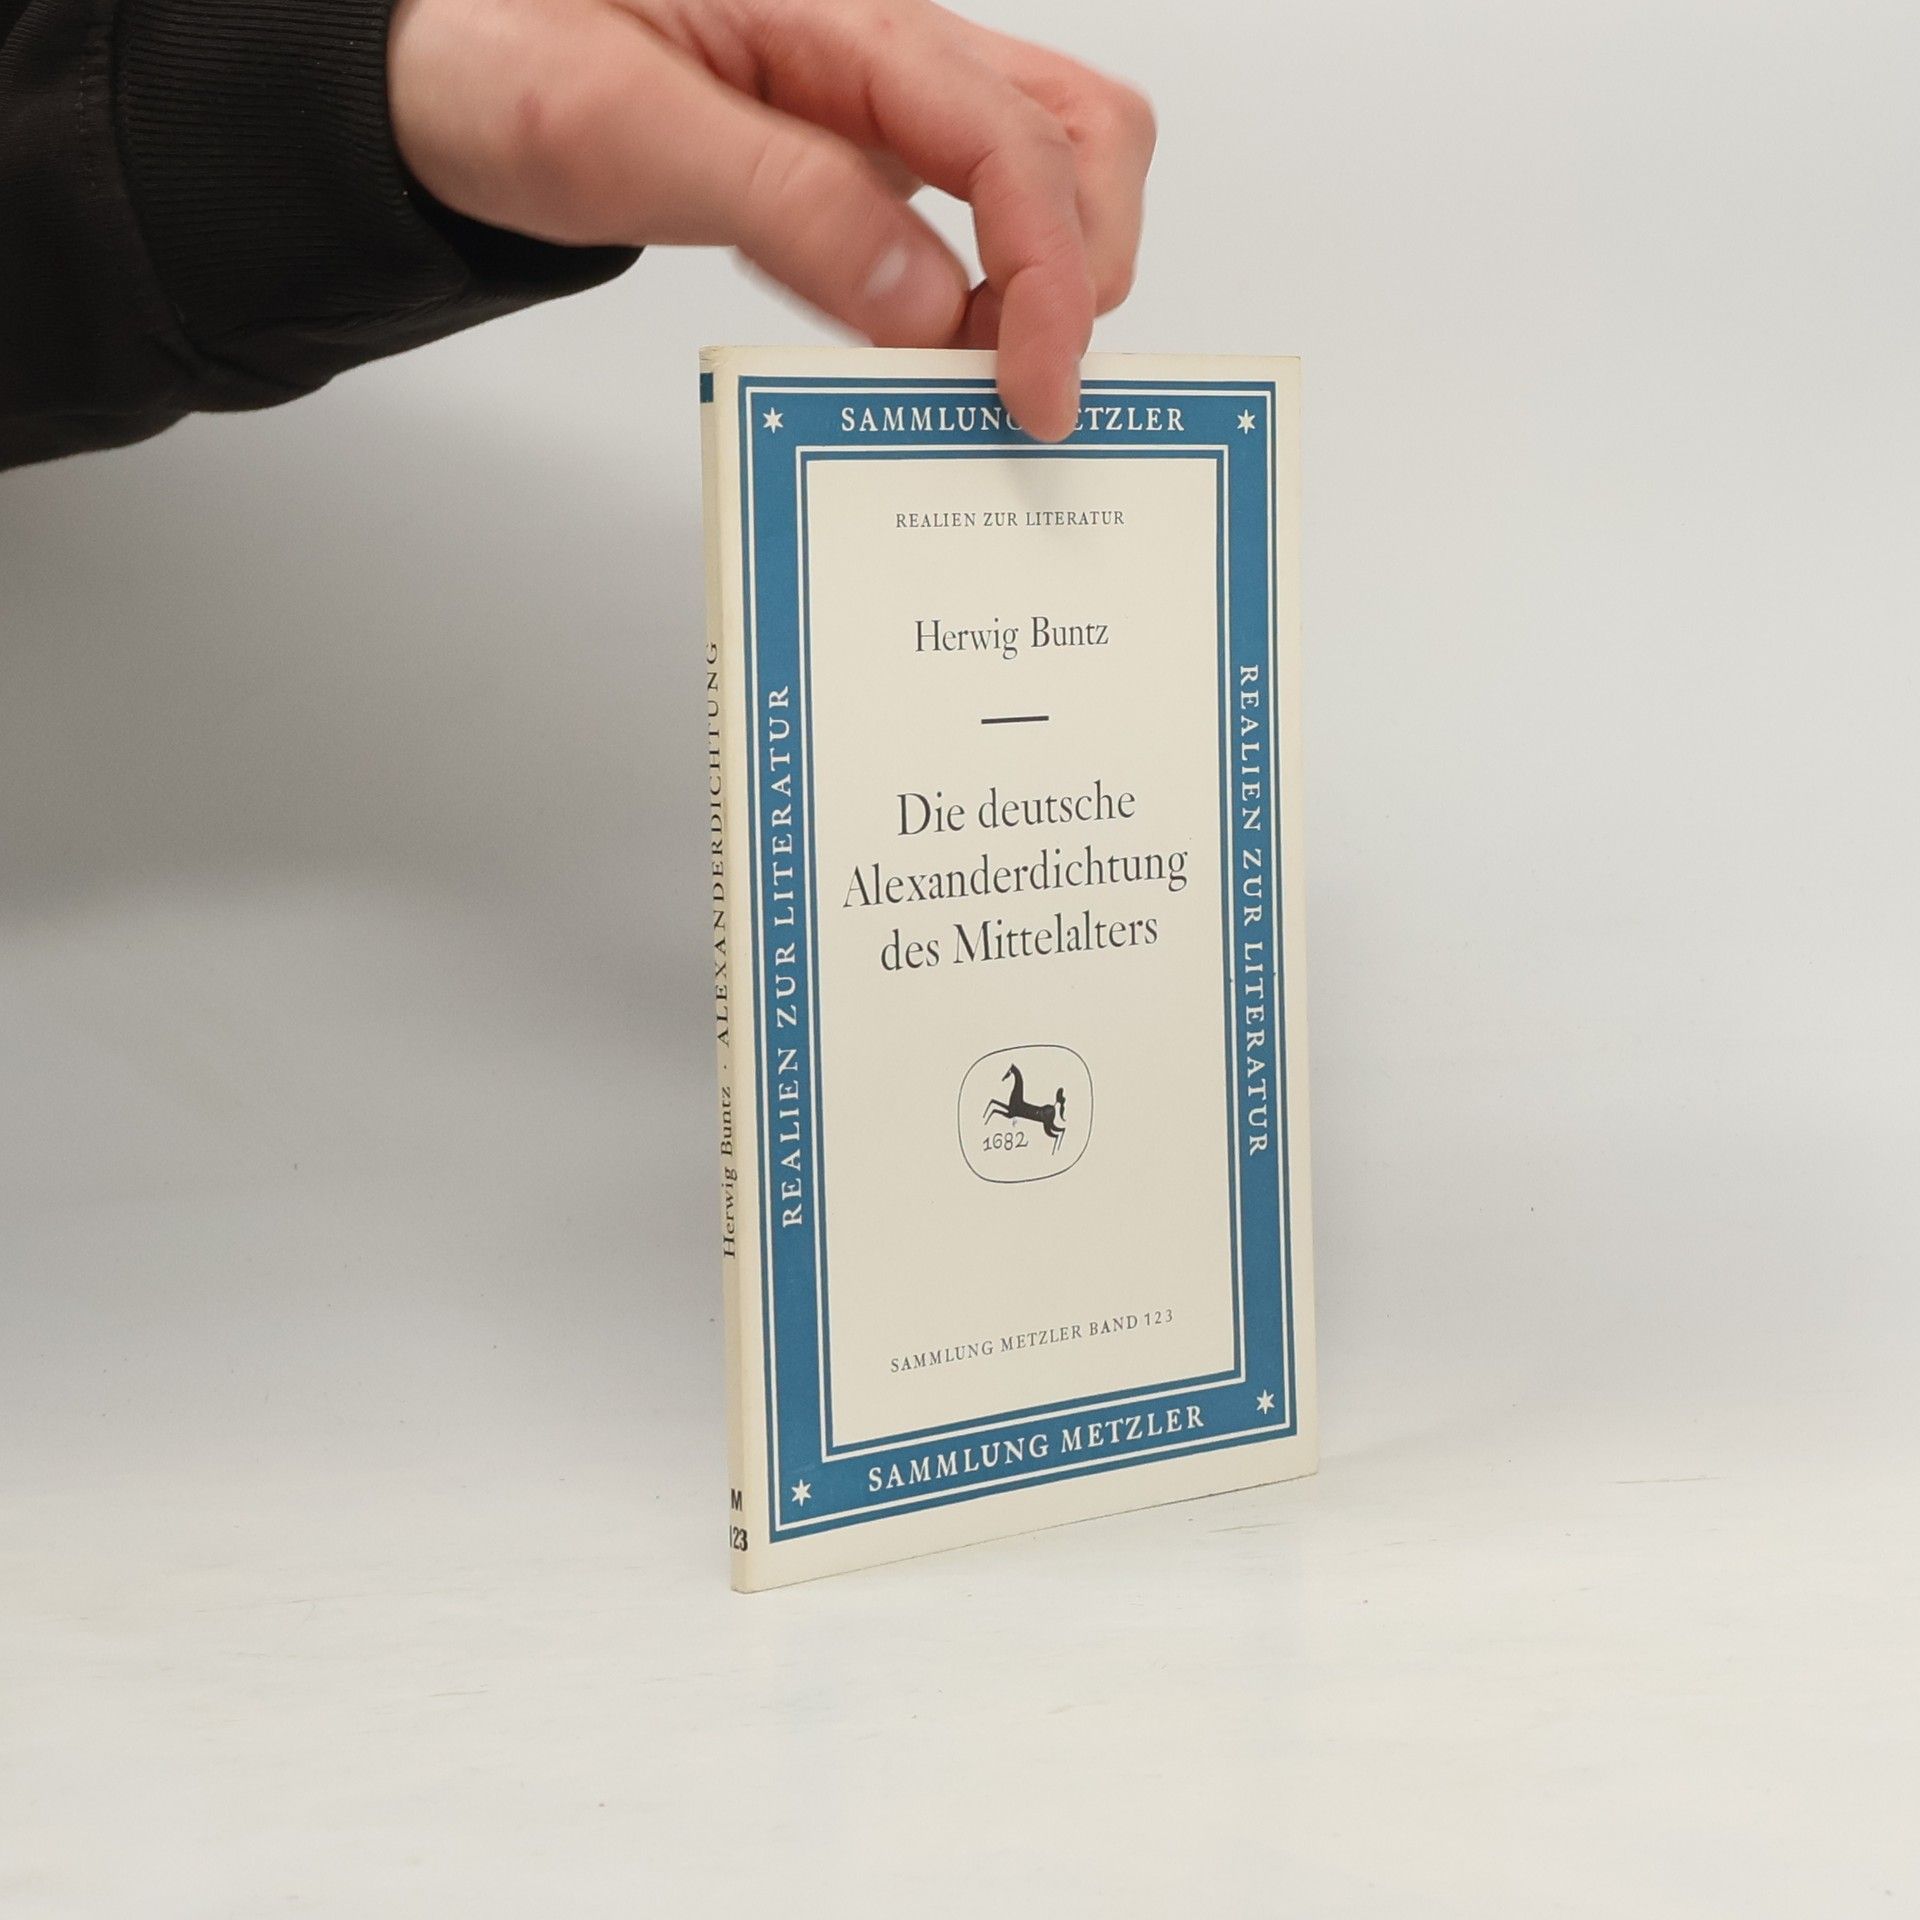 SAMMLUNG METZLER
REALIEN ZUR LITERATUR
Herwig Buntz
Die deutsche
Alexanderdichtung
des Mittelalters
1682
SAMMLUNG METZLER BAND 123
SAMMLUNG METZLER
REALIEN ZUR LITERATUR
REALIEN ZUR LITERATUR
Herwig Buntz · ALEXANDERDICHTUNG
M
123